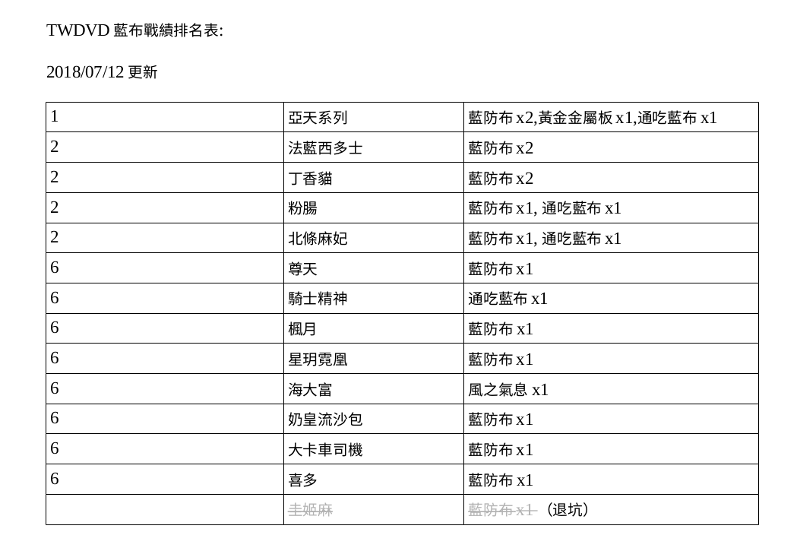 TWDVD 藍布戰績排名表:
2018/07/12 更新
1 亞天系列 藍防布 x2,黃金金屬板 x1,通吃藍布 x1
2 法藍西多士 藍防布 x2
2 丁香貓 藍防布 x2
2 粉腸 藍防布 x1, 通吃藍布 x1
2 北條麻妃 藍防布 x1, 通吃藍布 x1
6 尊天 藍防布 x1
6 騎士精神 通吃藍布 x1
6 楓月 藍防布 x1
6 星玥霓凰 藍防布 x1
6 海大富 風之氣息 x1
6 奶皇流沙包 藍防布 x1
6 大卡車司機 藍防布 x1
6 喜多 藍防布 x1
圭姬麻 藍防布 x1 （退坑）